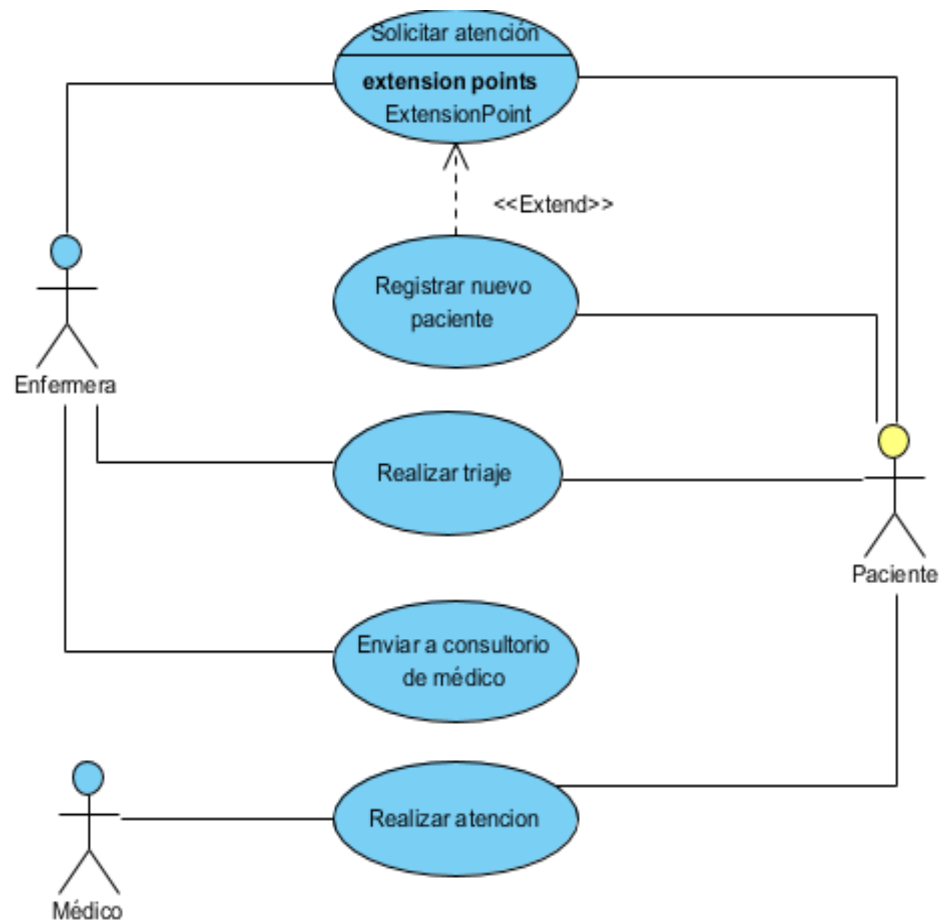 Solicitar atención
extension points
ExtensionPoint
<<Extend>>
Registrar nuevo
paciente
Enfermera
Realizar triaje
Paciente
Enviar a consultorio
de médico
Realizar atencion
Médico